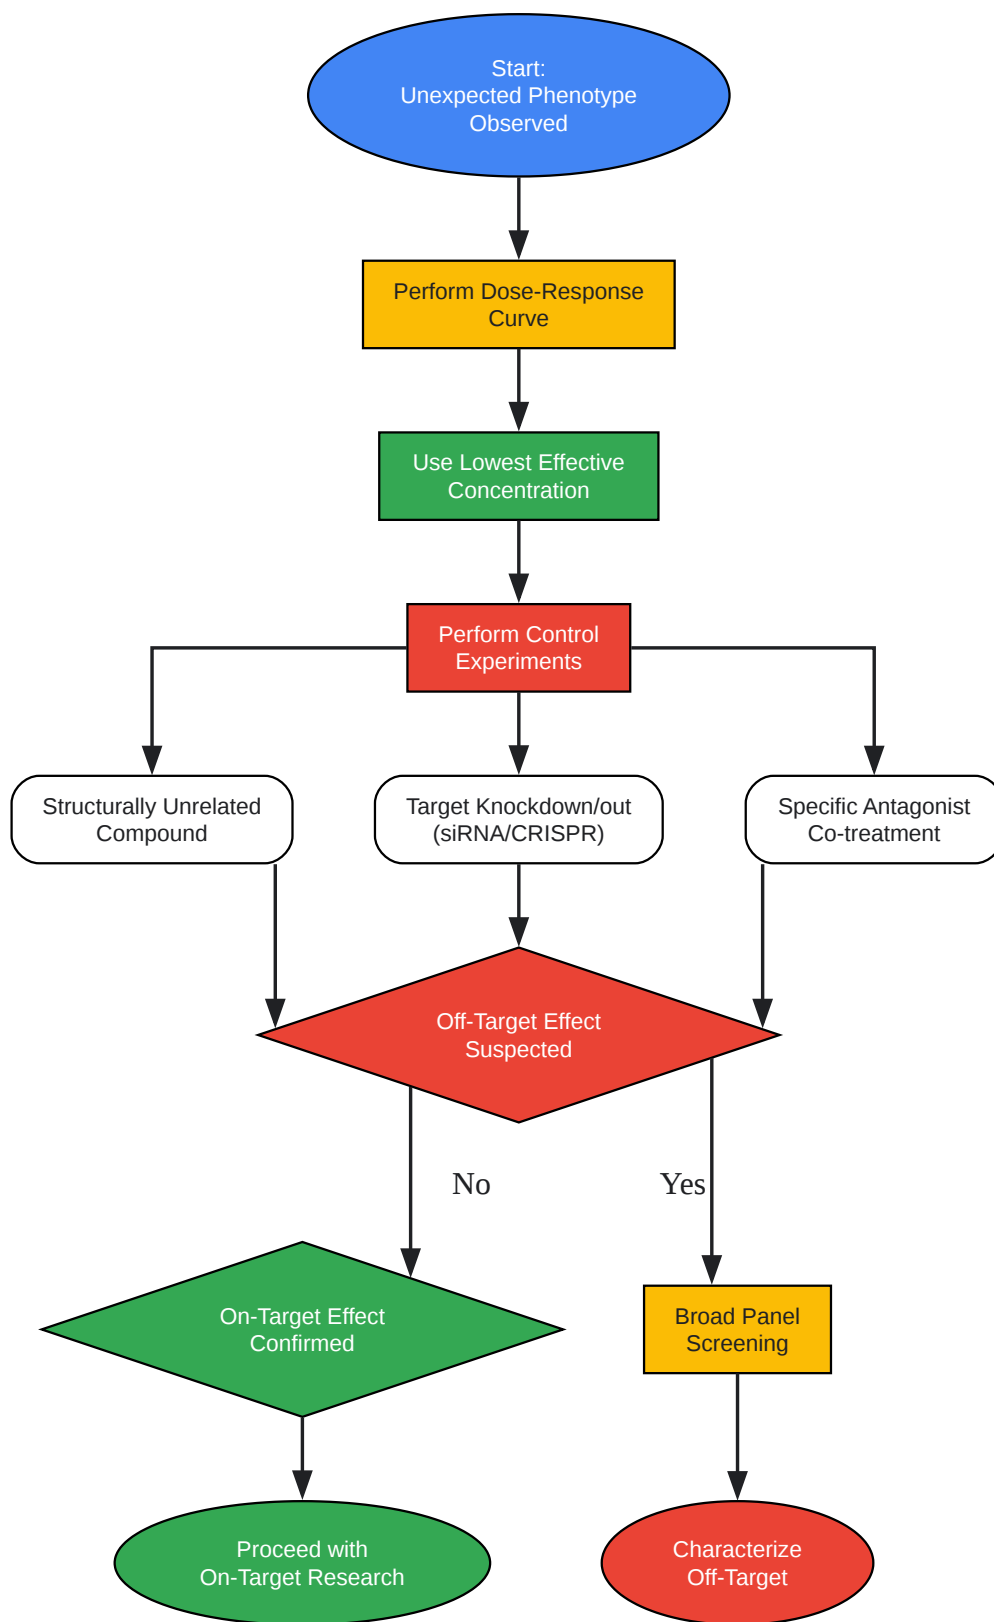 Start:
Unexpected Phenotype
Observed
Perform Dose-Response
Curve
Use Lowest Effective
Concentration
Perform Control
Experiments
Structurally Unrelated
Compound
Target Knockdown/out
(siRNA/CRISPR)
Specific Antagonist
Co-treatment
Off-Target Effect
Suspected
No
Yes
On-Target Effect
Confirmed
Broad Panel
Screening
Proceed with
On-Target Research
Characterize
Off-Target